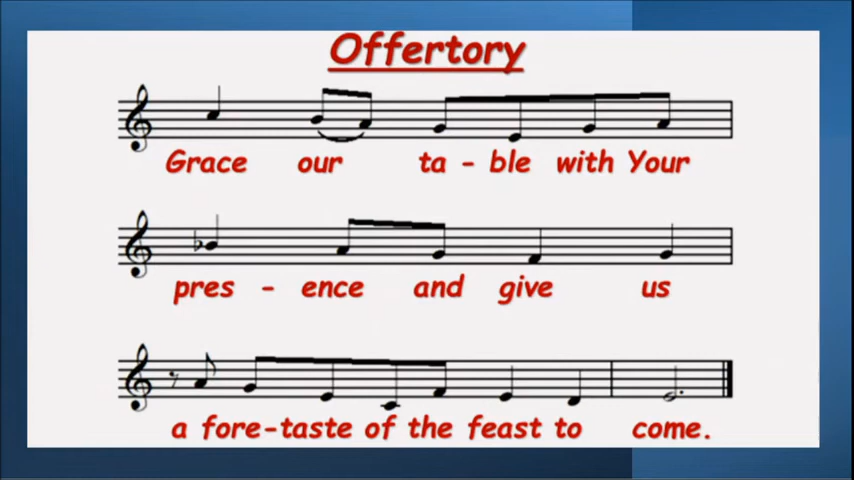 Offertory
Grace our ta - ble with Your
pres - ence and give us
a fore-taste of the feast to come.